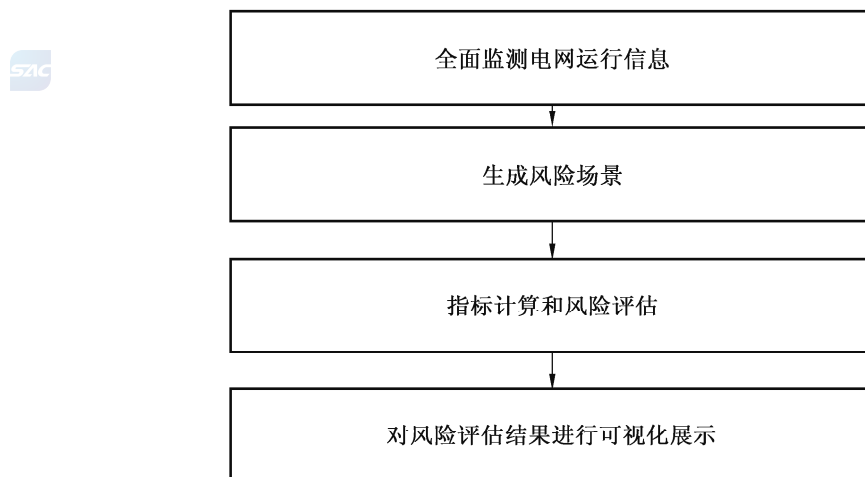 全面监测电网运行信息
SAC
生成风险场景
指标计算和风险评估
对风险评估结果进行可视化展示